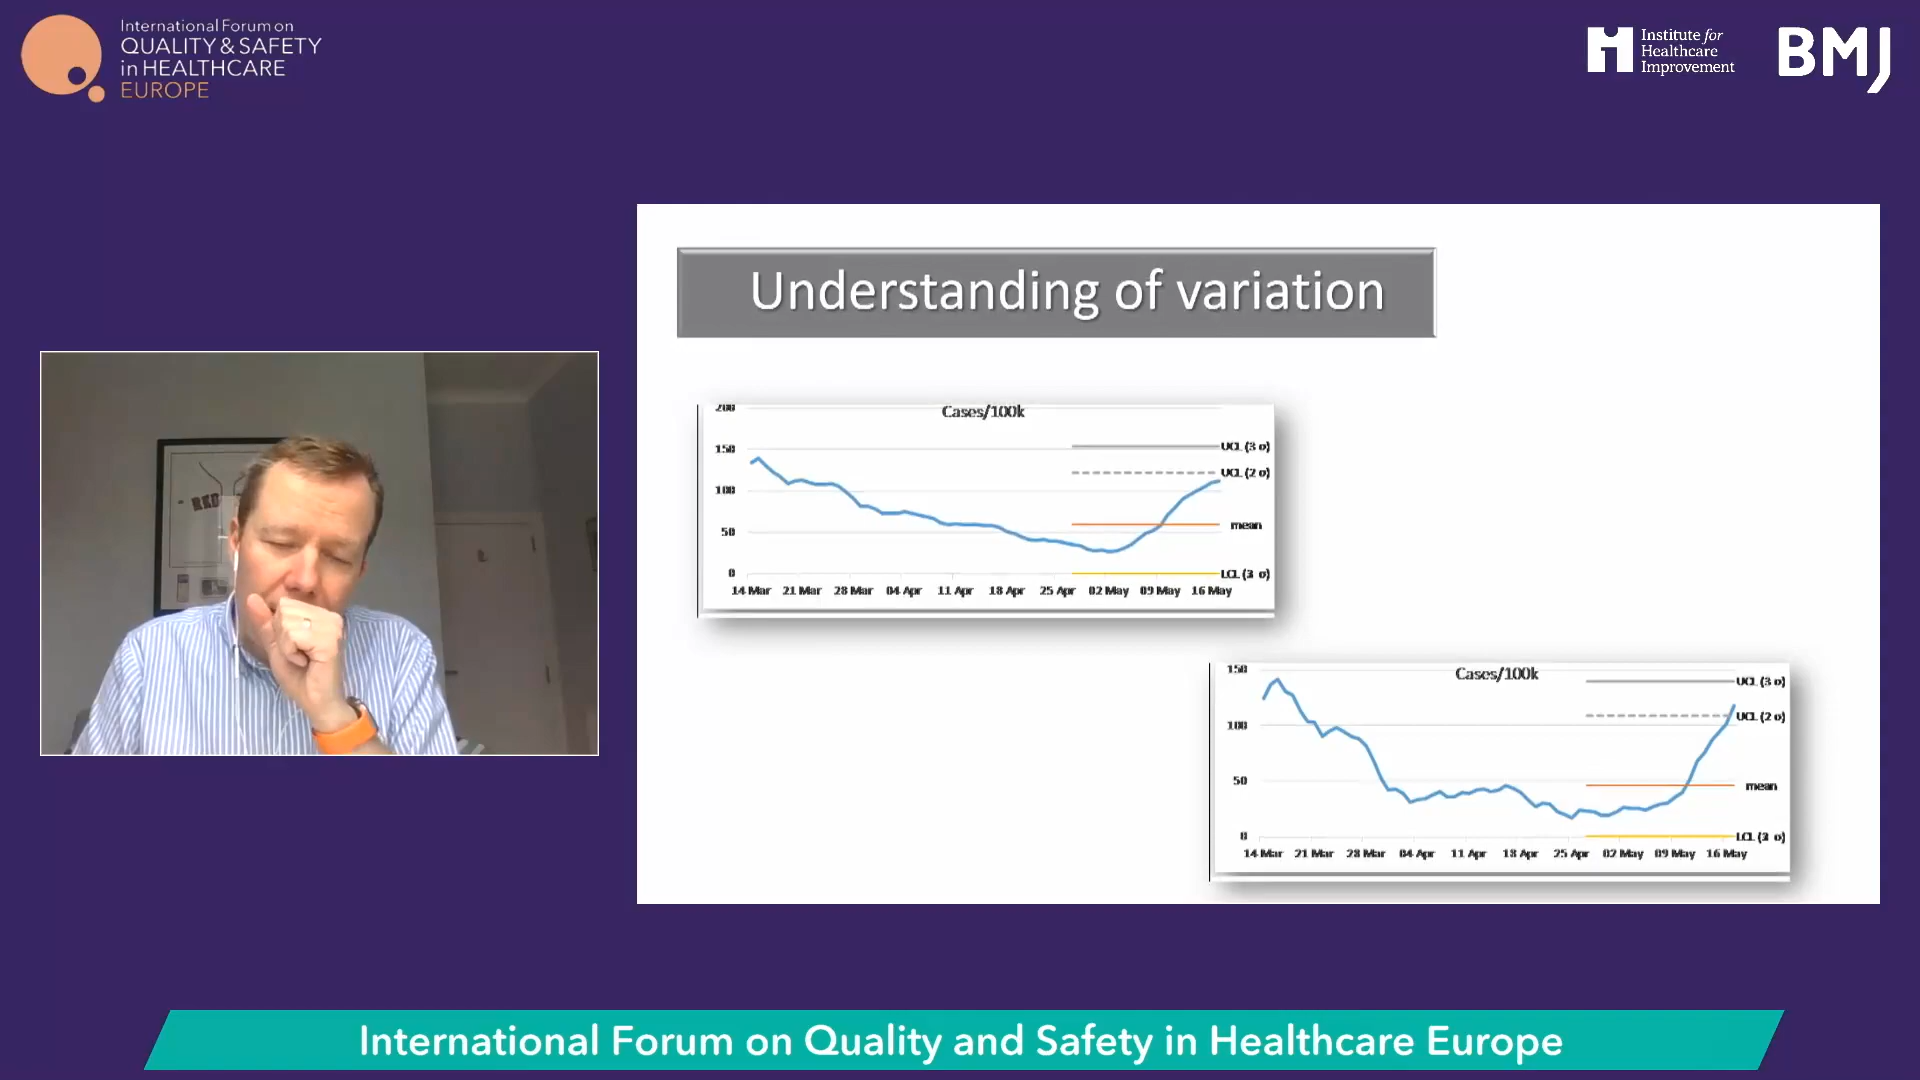 International Forum on
QUALITY & SAFETY
in HEALTHCARE
EUROPE
Institute for
Healthcare
Improvement
BMJ
RED
Understanding of variation
Cases/100k
200
150
100
50
0
UCL (3 σ)
UCL (2 σ)
mean
LCL (3 σ)
14 Mar 21 Mar 28 Mar 04 Apr 11 Apr 18 Apr 25 Apr 02 May 09 May 16 May
Cases/100k
150
100
50
0
UCL (3 σ)
UCL (2 σ)
mean
LCL (3 σ)
14 Mar 21 Mar 28 Mar 04 Apr 11 Apr 18 Apr 25 Apr 02 May 09 May 16 May
International Forum on Quality and Safety in Healthcare Europe